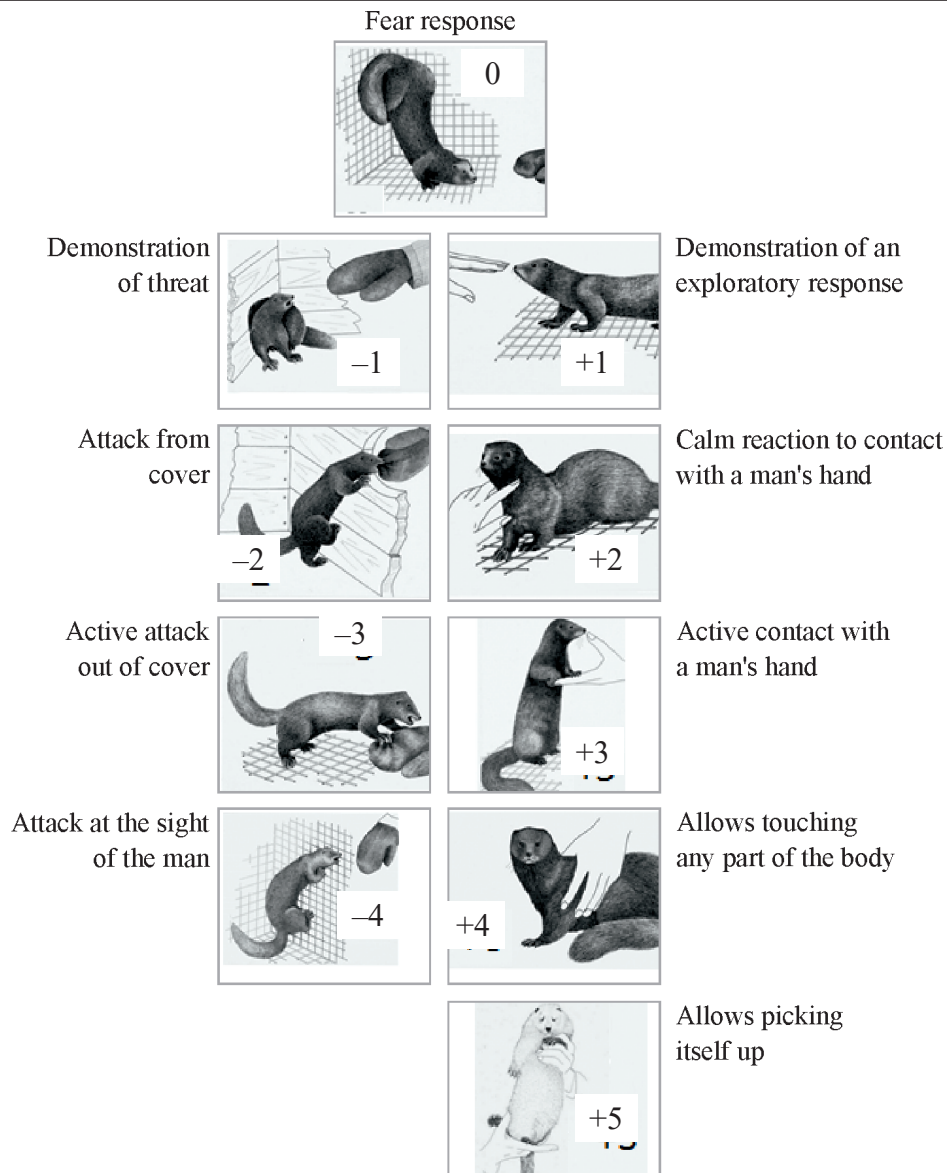 Fear response
0
Demonstration
of threat
–1
+1
Demonstration of an
exploratory response
Attack from
cover
–2
+2
Calm reaction to contact
with a man's hand
Active attack
out of cover
–3
+3
Active contact with
a man's hand
Attack at the sight
of the man
–4
+4
Allows touching
any part of the body
+5
Allows picking
itself up